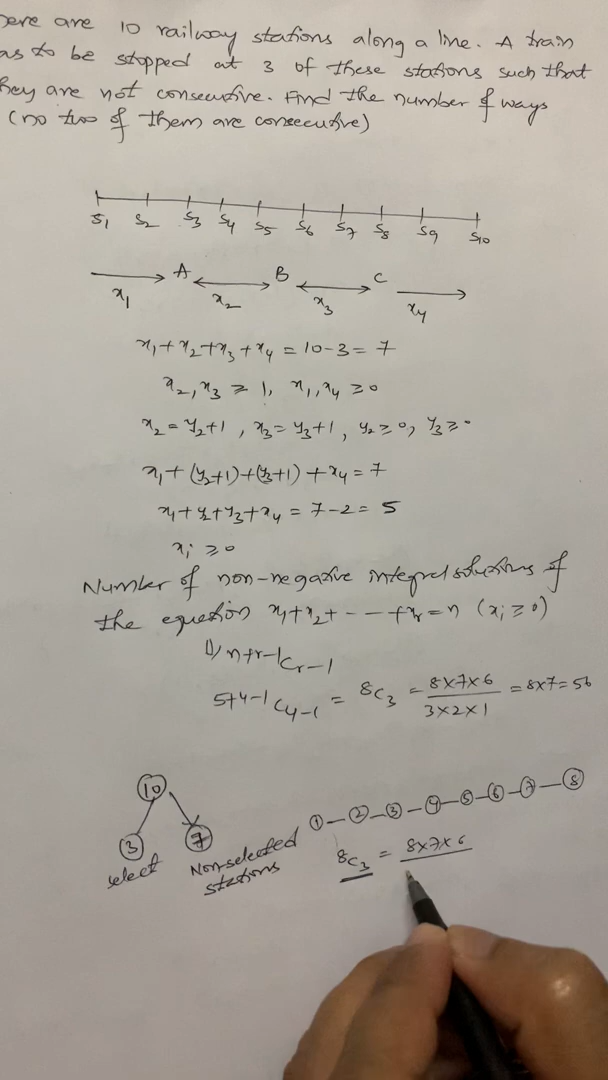 ere are 10 railway stations along a line. A train
as to be stopped at 3 of these stations such that
hey are not consecutive. Find the number of ways
(no two of them are consecutive)
S1 S2 S3 S4 S5 S6 S7 S8 S9 S10
A B C
x1 x2 x3 x4
x1+x2+x3+x4 = 10-3 = 7
x2, x3 ≥ 1, x1, x4 ≥ 0
x2 = y2+1, x3 = y3+1, y2 ≥ 0, y3 ≥ 0
x1+(y2+1)+(y3+1)+x4 = 7
x1+y2+y3+x4 = 7-2 = 5
xi ≥ 0
Number of non-negative integral solutions of
the equation x1+x2+--+xr = n (xi ≥ 0)
is n+r-1Cr-1
5+4-1C4-1 = 8C3 = 8×7×6/3×2×1 = 8×7 = 56
10
3 7
select Non-selected
stations
1 2 3 4 5 6 7 8
8C3 = 8×7×6